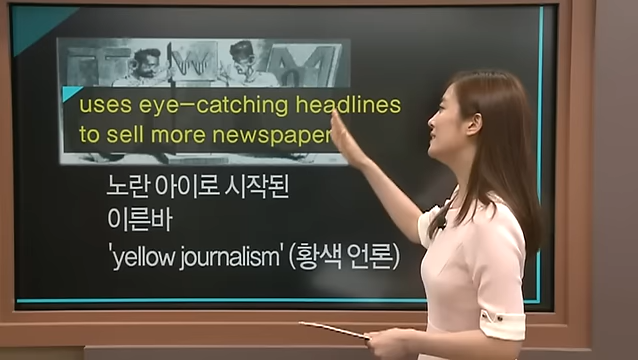 uses eye-catching headlines
to sell more newspaper
노란 아이로 시작된
이른바
'yellow journalism' (황색 언론)